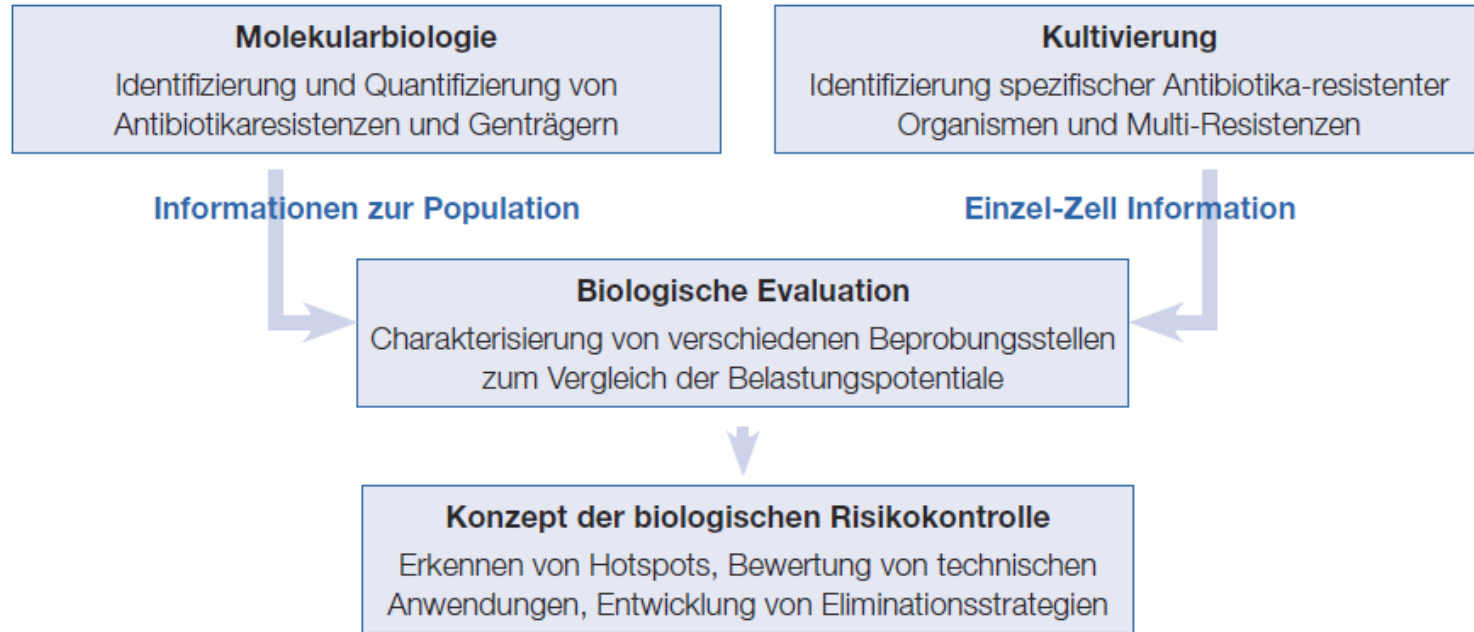 Molekularbiologie
Identifizierung und Quantifizierung von
Antibiotikaresistenzen und Genträgern
Kultivierung
Identifizierung spezifischer Antibiotika-resistenter
Organismen und Multi-Resistenzen
Informationen zur Population
Einzel-Zell Information
Biologische Evaluation
Charakterisierung von verschiedenen Beprobungsstellen
zum Vergleich der Belastungspotentiale
Konzept der biologischen Risikokontrolle
Erkennen von Hotspots, Bewertung von technischen
Anwendungen, Entwicklung von Eliminationsstrategien